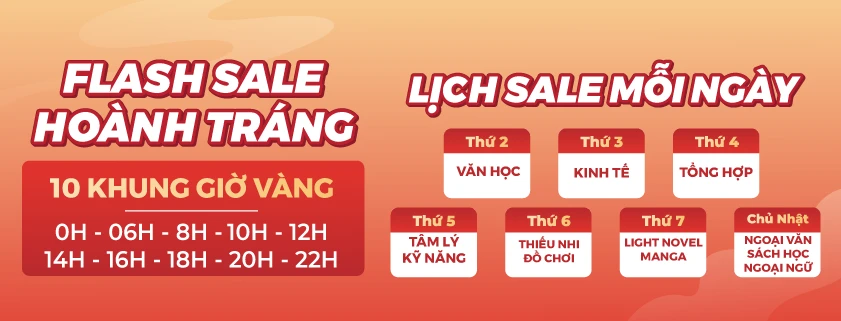 FLASH SALE
HOÀNH TRÁNG
10 KHUNG GIỜ VÀNG
0H - 06H - 8H - 10H - 12H
14H - 16H - 18H - 20H - 22H
LỊCH SALE MỖI NGÀY
Thứ 2
VĂN HỌC
Thứ 3
KINH TẾ
Thứ 4
TỔNG HỢP
Thứ 5
TÂM LÝ
KỸ NĂNG
Thứ 6
THIẾU NHI
ĐỒ CHƠI
Thứ 7
LIGHT NOVEL
MANGA
Chủ Nhật
NGOẠI VĂN
SÁCH HỌC
NGOẠI NGỮ